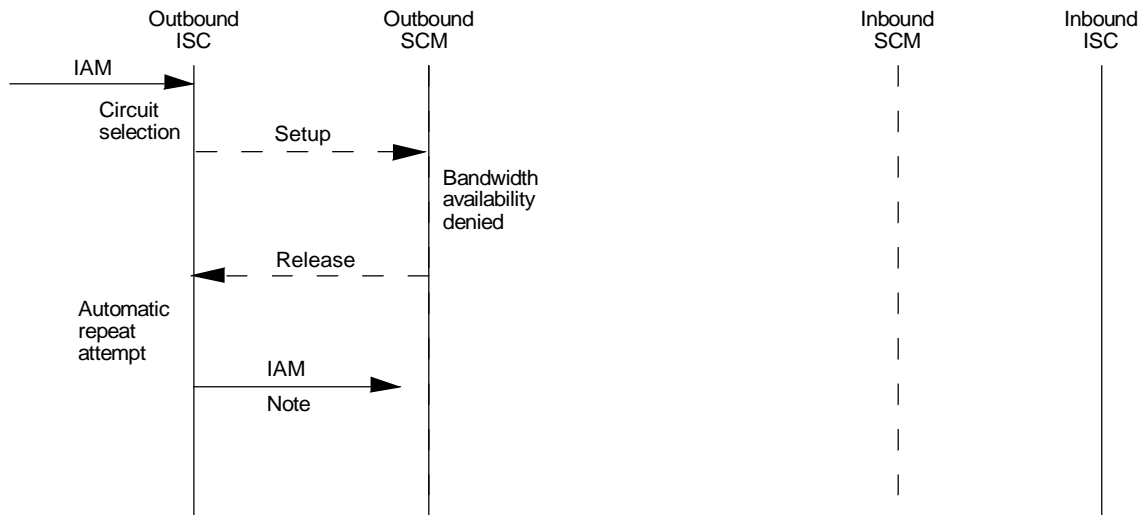 Outbound
ISC
Outbound
SCM
Inbound
SCM
Inbound
ISC
IAM
Circuit
selection
Setup
Bandwidth
availability
denied
Release
Automatic
repeat
attempt
IAM
Note